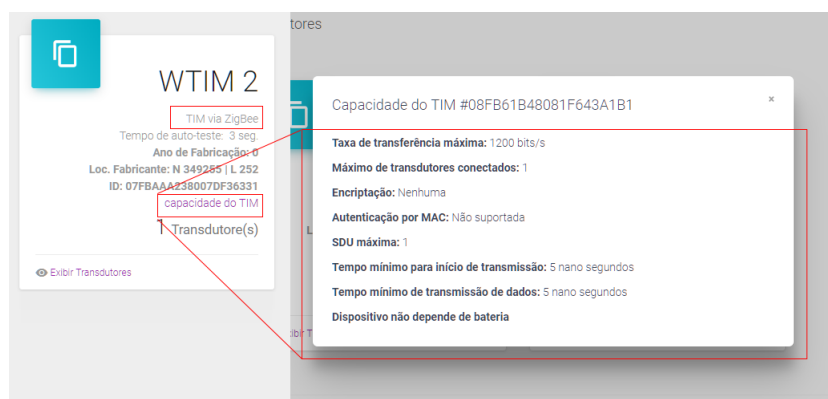 WTIM 2
TIM via ZigBee
Tempo de auto-teste: 3 seg.
Ano de Fabricação: 0
Loc. Fabricante: N 349255 | L 252
ID: 07FBAAA238007DF36331
capacidade do TIM
1 Transdutore(s)
Exibir Transdutores
tores
L
ibir T
Capacidade do TIM #08FB61B48081F643A1B1
×
Taxa de transferência máxima: 1200 bits/s
Máximo de transdutores conectados: 1
Encriptação: Nenhuma
Autenticação por MAC: Não suportada
SDU máxima: 1
Tempo mínimo para início de transmissão: 5 nano segundos
Tempo mínimo de transmissão de dados: 5 nano segundos
Dispositivo não depende de bateria